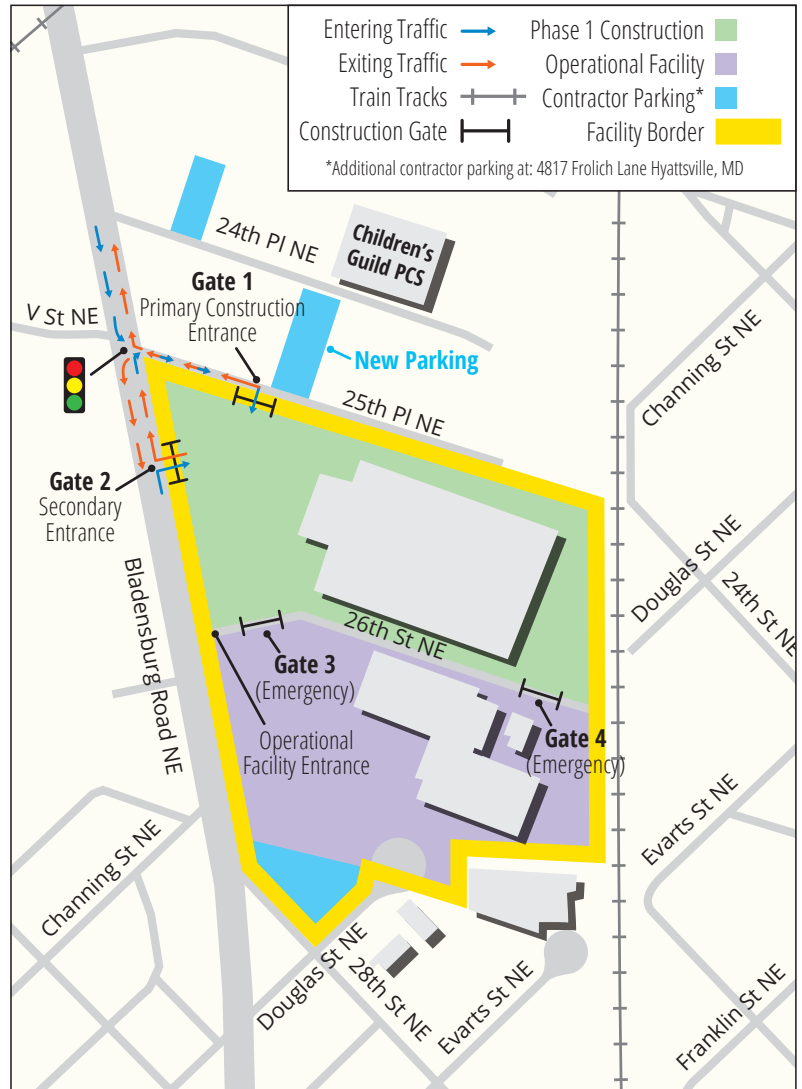 Entering Traffic
Exiting Traffic
Train Tracks
Construction Gate
Phase 1 Construction
Operational Facility
Contractor Parking*
Facility Border
*Additional contractor parking at: 4817 Frolich Lane Hyattsville, MD
24th Pl NE
Children's
Guild PCS
Gate 1
Primary Construction
Entrance
V St NE
New Parking
25th Pl NE
Channing St NE
Gate 2
Secondary
Entrance
Bladensburg Road NE
Douglas St NE
24th St NE
26th St NE
Gate 3
(Emergency)
Operational
Facility Entrance
Gate 4
(Emergency)
Evarts St NE
Channing St NE
Douglas St NE
28th St NE
Evarts St NE
Franklin St NE